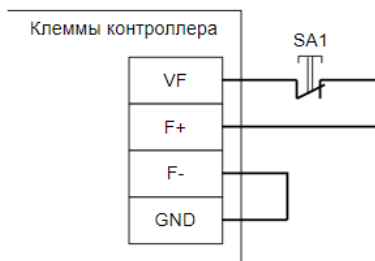 Клеммы контроллера
SA1
VF
F+
F-
GND